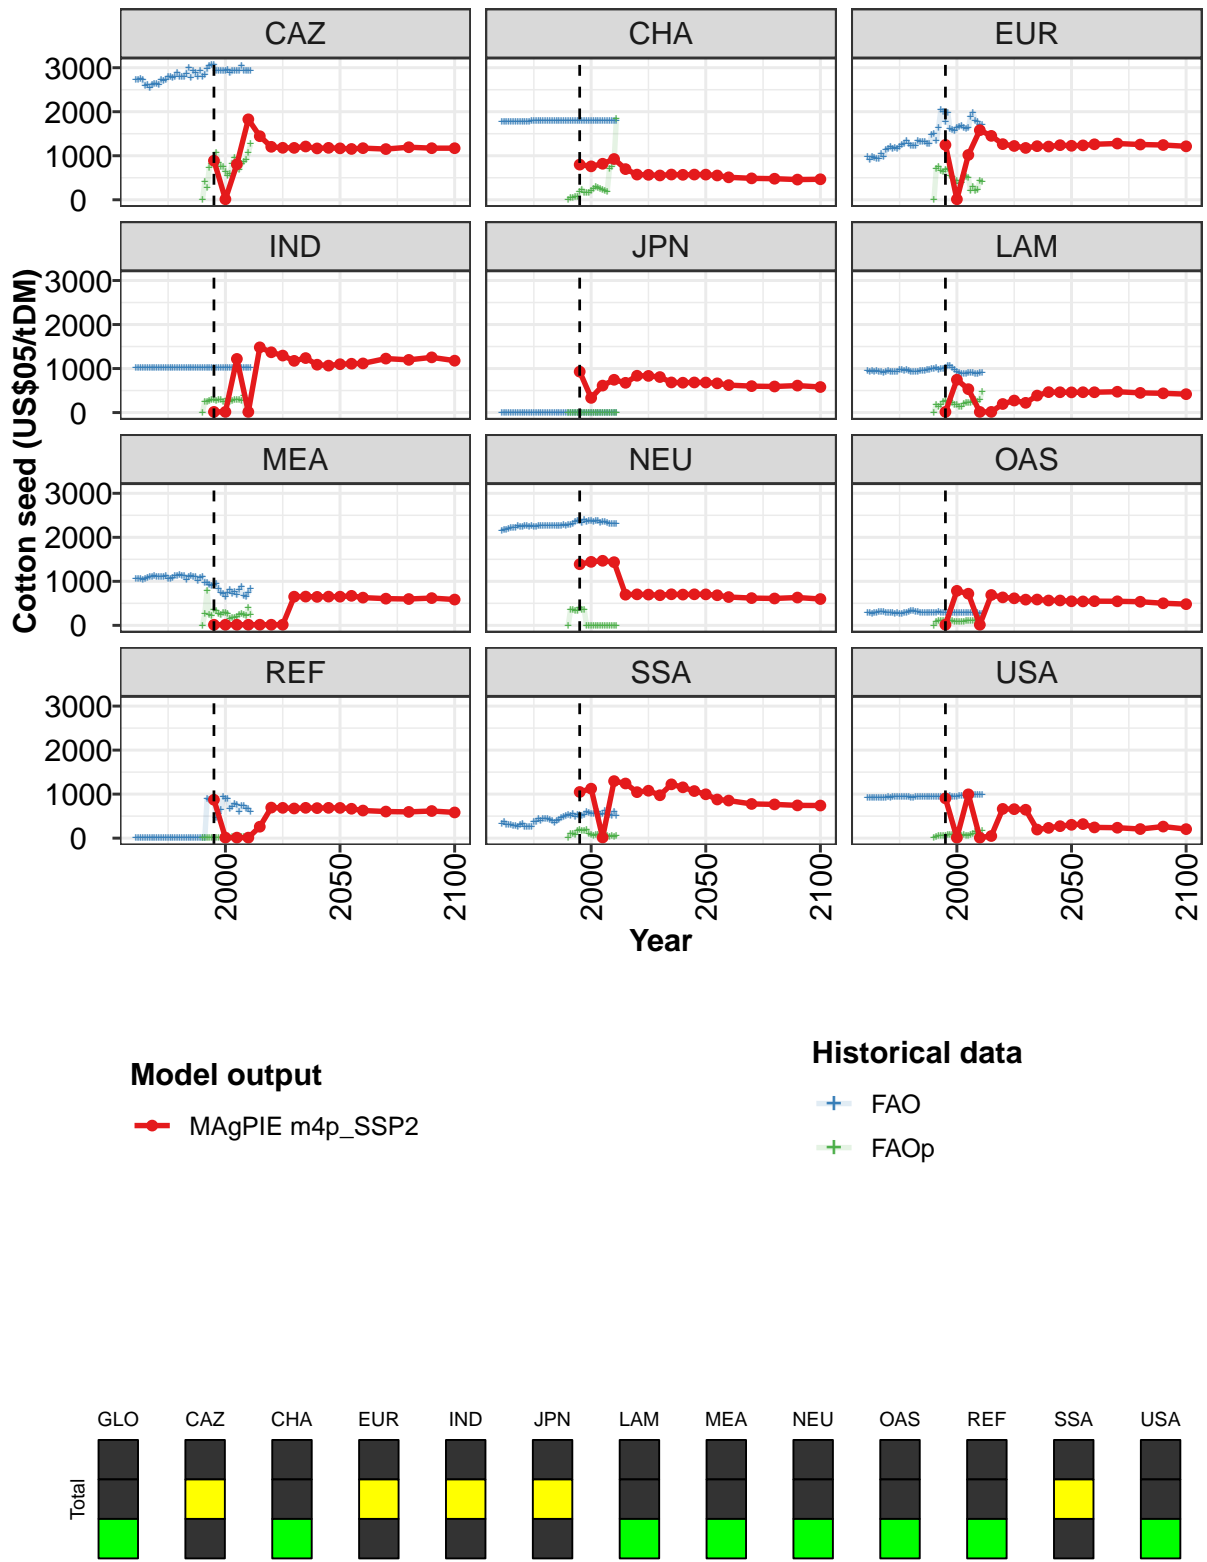 CAZ CHA EUR
3000
2000
1000
0
IND JPN LAM
3000
2000
1000
0
MEA NEU OAS
3000
2000
1000
0
REF SSA USA
3000
2000
1000
0
2000 2050 2100 2000 2050 2100 2000 2050 2100
Cotton seed (US$05/tDM)
Year
Model output
MAgPIE m4p_SSP2
Historical data
FAO
FAOp
GLO CAZ CHA EUR IND JPN LAM MEA NEU OAS REF SSA USA
Total